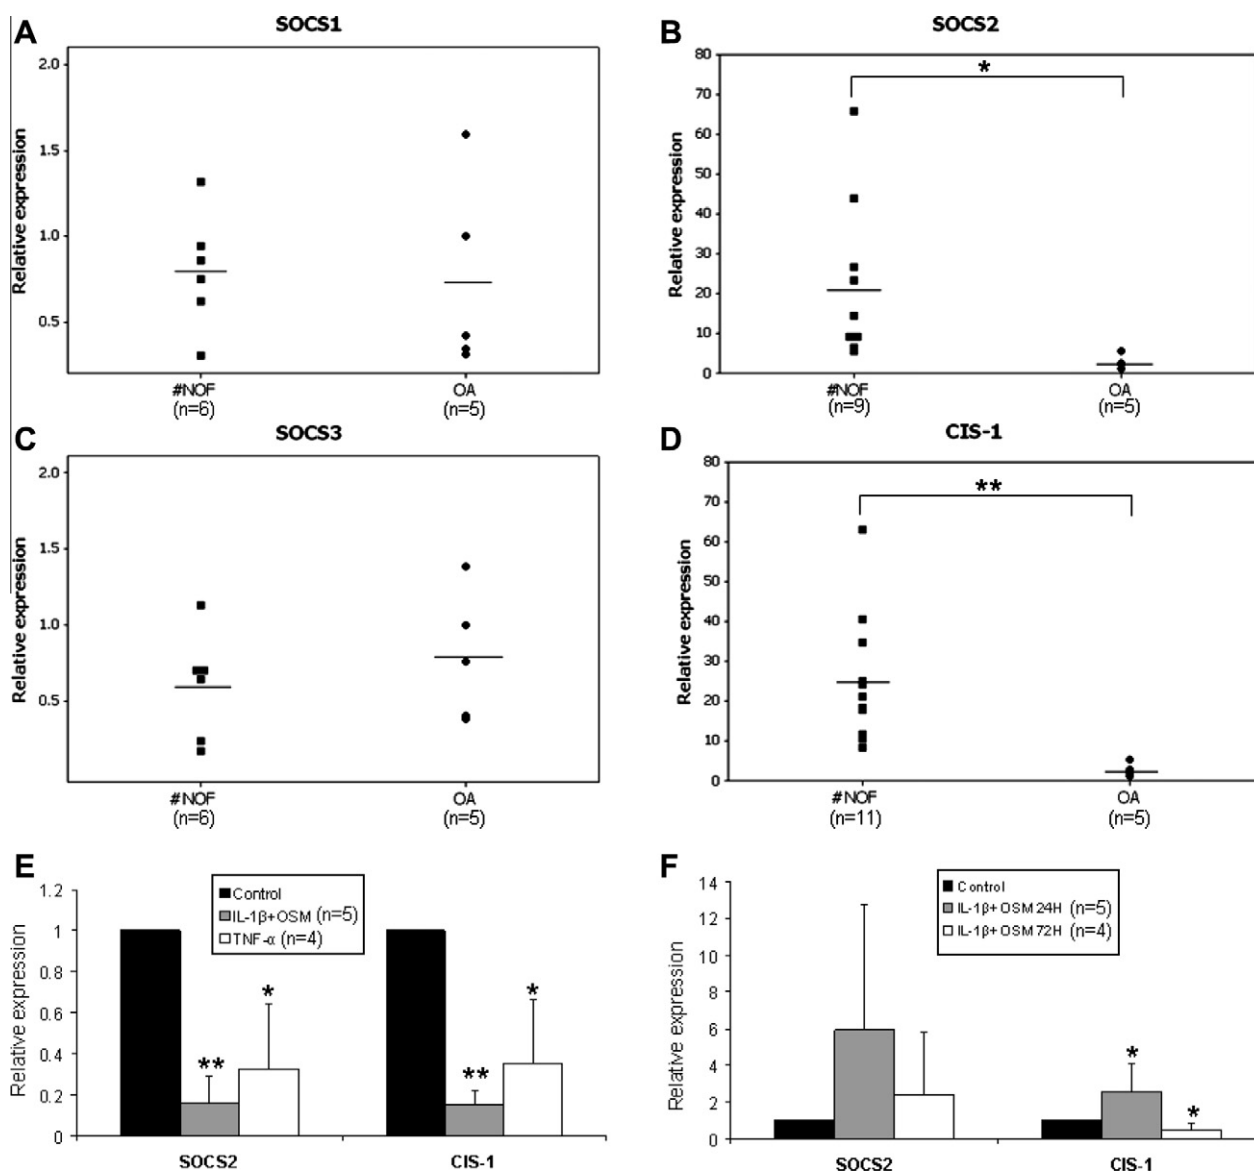 A
SOCS1
Relative expression
2.0
1.5
1.0
0.5
#NOF
(n=6)
OA
(n=5)
B
SOCS2
*
Relative expression
80
70
60
50
40
30
20
10
0
#NOF
(n=9)
OA
(n=5)
C
SOCS3
Relative expression
2.0
1.5
1.0
0.5
#NOF
(n=6)
OA
(n=5)
D
CIS-1
**
Relative expression
80
70
60
50
40
30
20
10
0
#NOF
(n=11)
OA
(n=5)
E
Relative expression
1.2
1
0.8
0.6
0.4
0.2
0
Control
IL-1β+OSM (n=5)
TNF-α (n=4)
**
*
**
*
SOCS2
CIS-1
F
Relative expression
14
12
10
8
6
4
2
0
Control
IL-1β+OSM 24H (n=5)
IL-1β+OSM 72H (n=4)
*
*
SOCS2
CIS-1